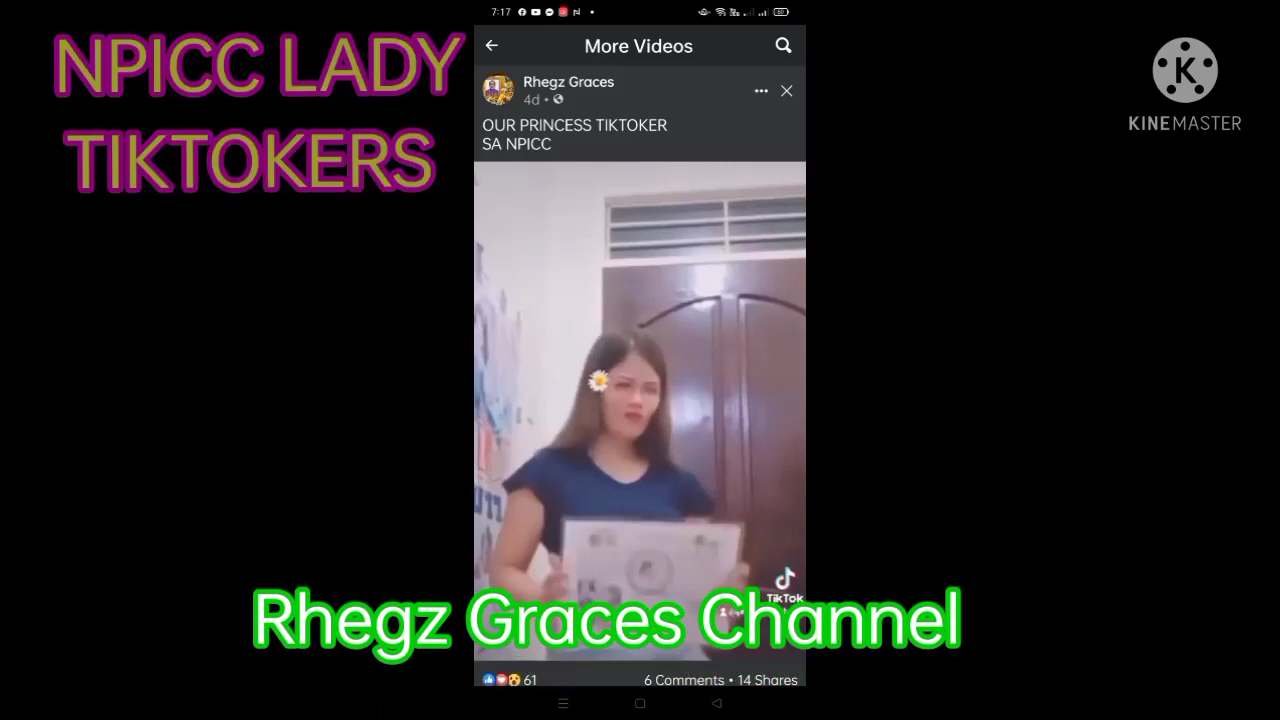 NPICC LADY
TIKTOKERS
7:17
More Videos
Rhegz Graces
4d
OUR PRINCESS TIKTOKER
SA NPICC
KINEMASTER
TikTok
Rhegz Graces Channel
61
6 Comments • 14 Shares